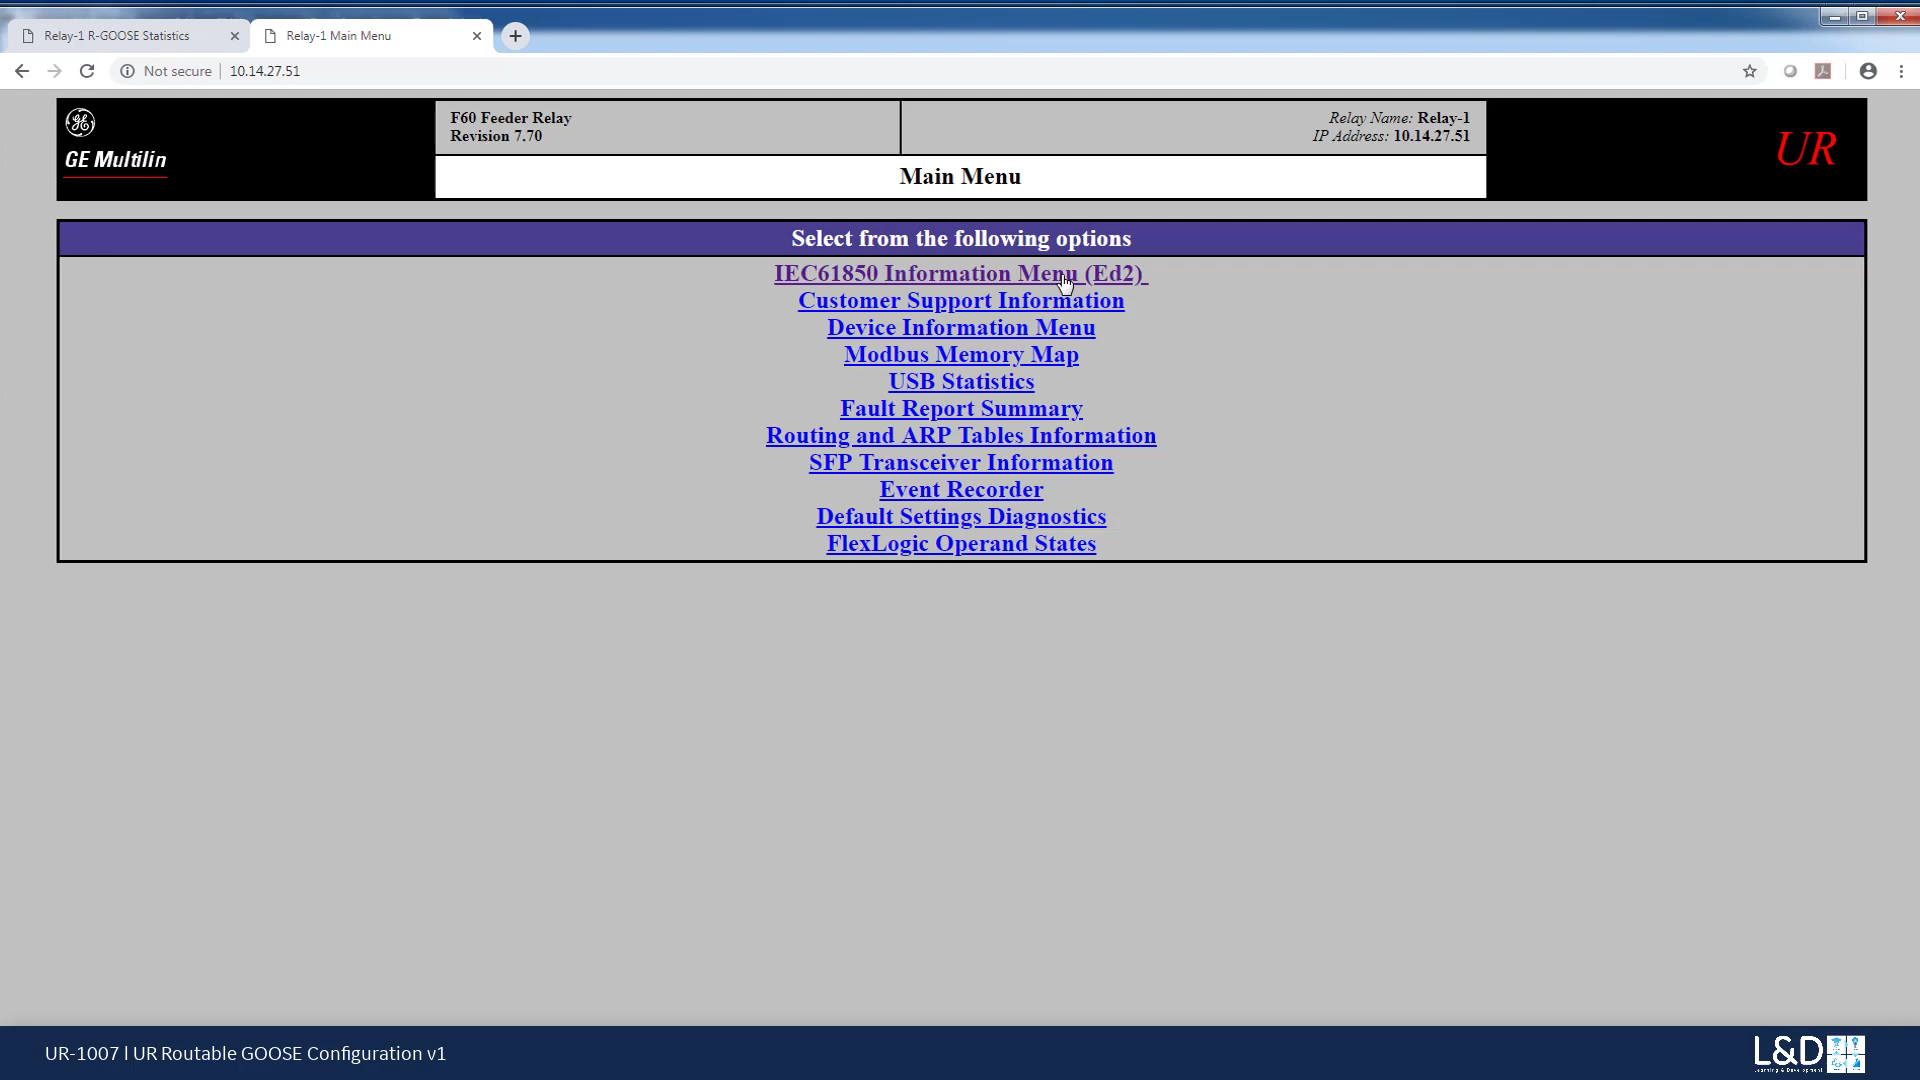 Relay-1 R-GOOSE Statistics
Relay-1 Main Menu
Not secure
10.14.27.51
GE Multilin
F60 Feeder Relay
Revision 7.70
Relay Name: Relay-1
IP Address: 10.14.27.51
Main Menu
UR
Select from the following options
IEC61850 Information Menu (Ed2)
Customer Support Information
Device Information Menu
Modbus Memory Map
USB Statistics
Fault Report Summary
Routing and ARP Tables Information
SFP Transceiver Information
Event Recorder
Default Settings Diagnostics
FlexLogic Operand States
UR-1007 l UR Routable GOOSE Configuration v1
L&D
Learning & Development